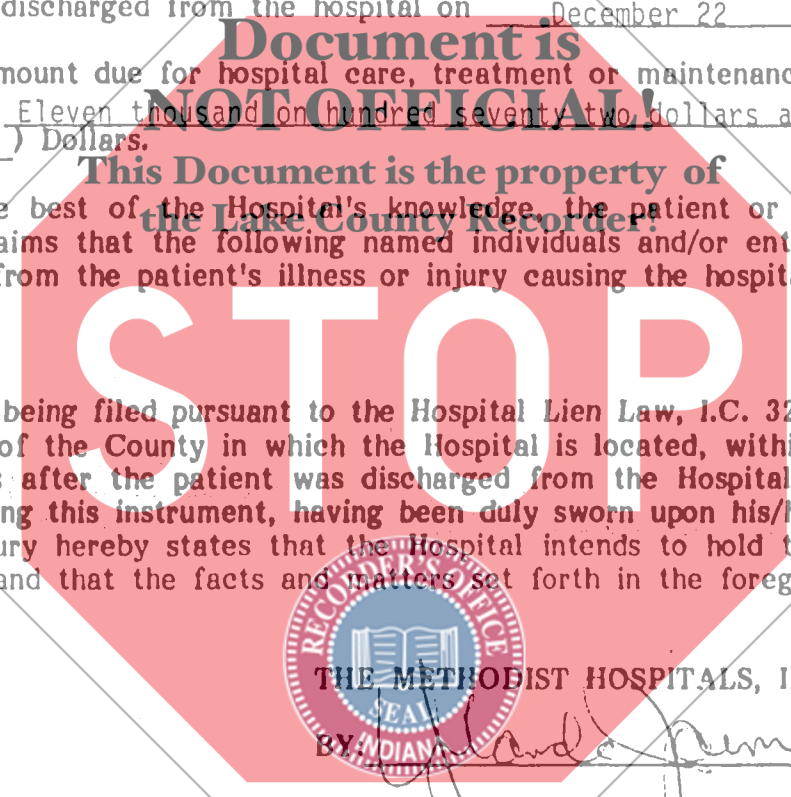 discharged from the hospital on December 22
Document is
mount due for hospital care, treatment or maintenanc
NOT OFFICIAL!
Eleven thousand on hundred seventy two dollars a
) Dollars.
This Document is the property of
e best of the Hospital's knowledge, the patient or
the Lake County Recorder!
aims that the following named individuals and/or ent
from the patient's illness or injury causing the hospit
STOP
being filed pursuant to the Hospital Lien Law, I.C. 32
of the County in which the Hospital is located, withi
s after the patient was discharged from the Hospital
ng this instrument, having been duly sworn upon his/h
ury hereby states that the Hospital intends to hold t
and that the facts and matters set forth in the foreg
RECORDER'S OFFICE
THE METHODIST HOSPITALS, I
SEAL
BY:
INDIANA